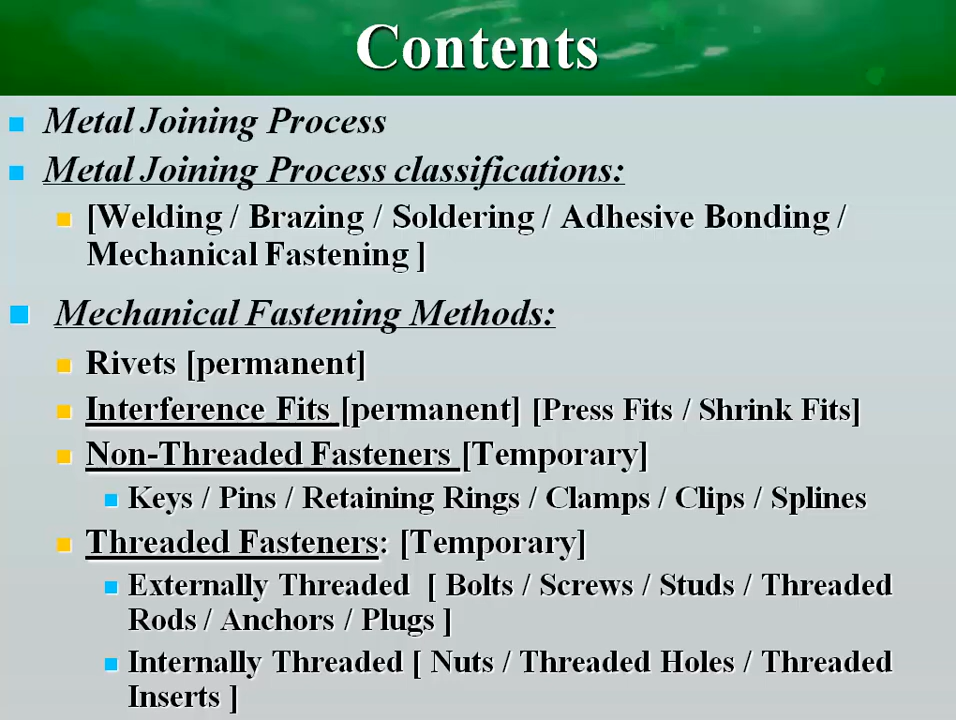 Contents
Metal Joining Process
Metal Joining Process classifications:
[Welding / Brazing / Soldering / Adhesive Bonding /
Mechanical Fastening ]
Mechanical Fastening Methods:
Rivets [permanent]
Interference Fits [permanent] [Press Fits / Shrink Fits]
Non-Threaded Fasteners [Temporary]
Keys / Pins / Retaining Rings / Clamps / Clips / Splines
Threaded Fasteners: [Temporary]
Externally Threaded [ Bolts / Screws / Studs / Threaded
Rods / Anchors / Plugs ]
Internally Threaded [ Nuts / Threaded Holes / Threaded
Inserts ]